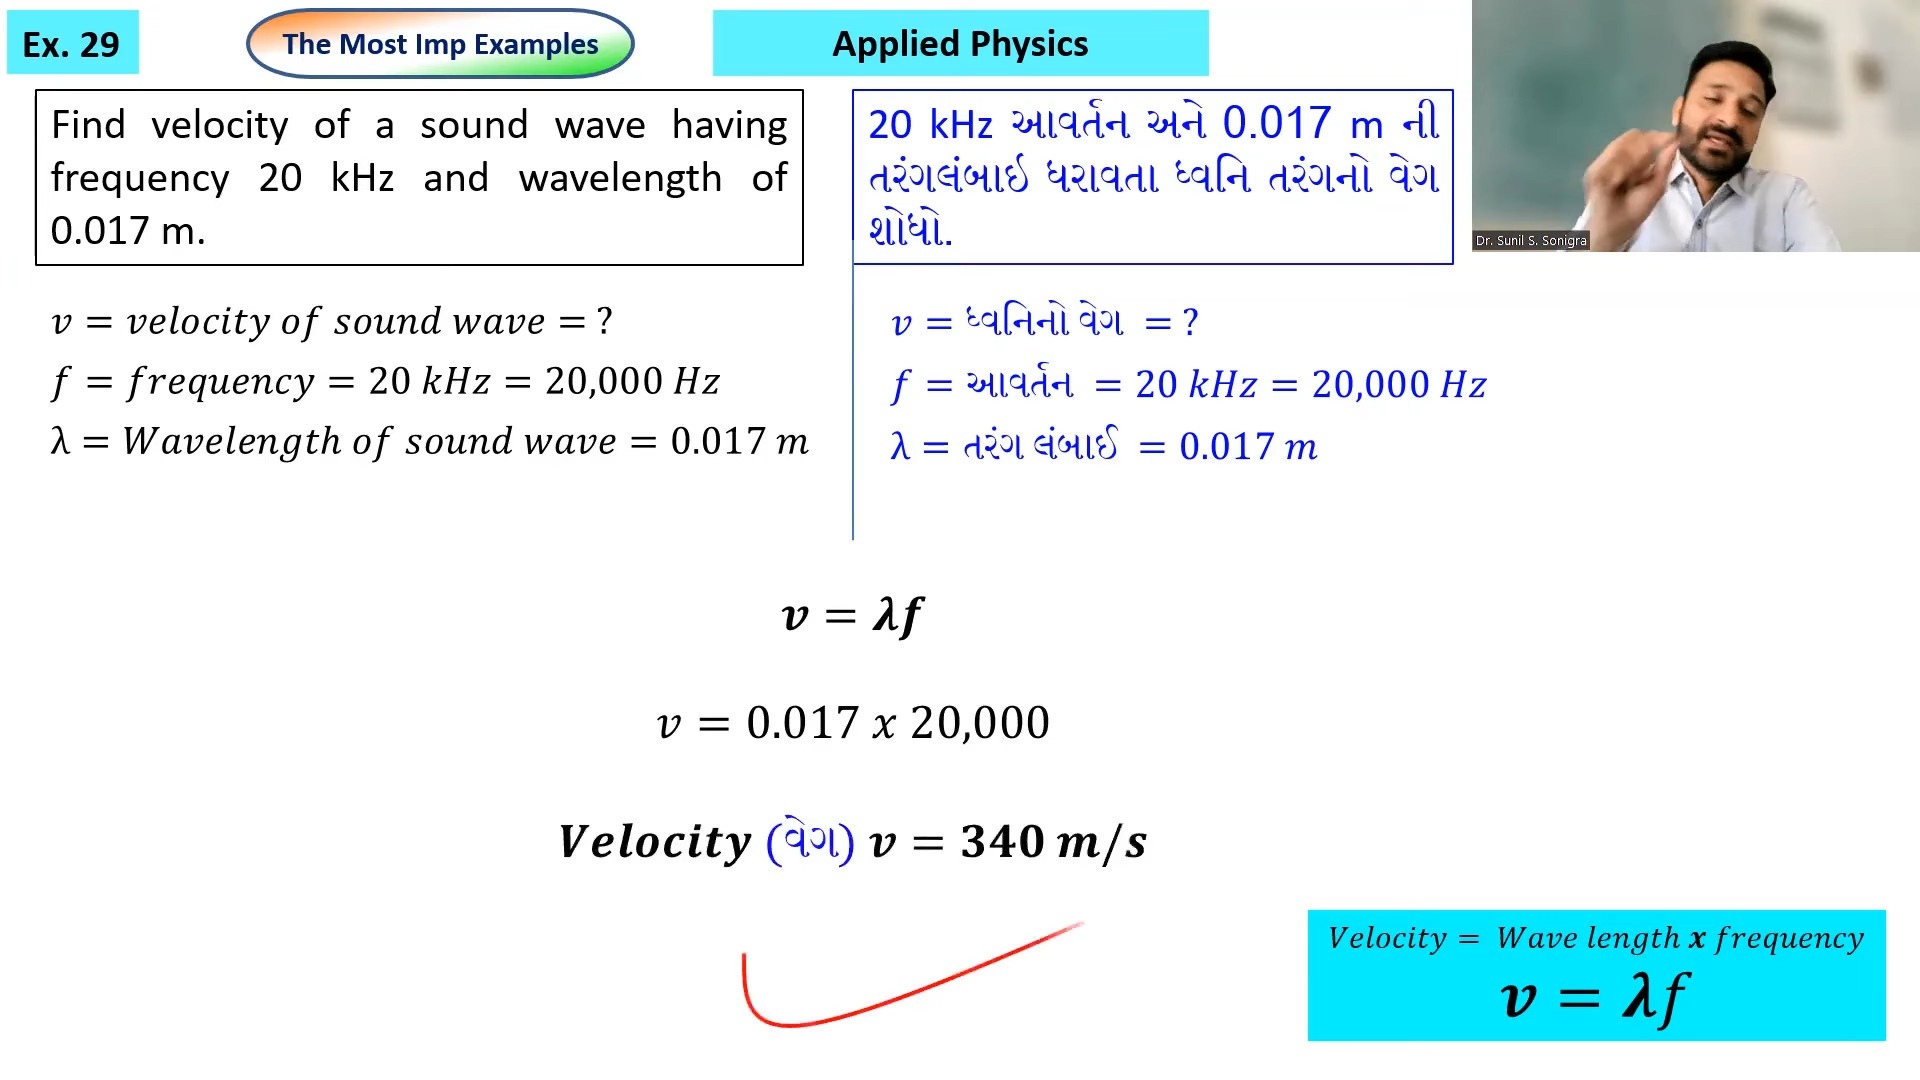 Ex. 29
The Most Imp Examples
Applied Physics
Find velocity of a sound wave having
frequency 20 kHz and wavelength of
0.017 m.
20 kHz આવર્તન અને 0.017 m ની
તરંગલંબાઇ ધરાવતા ધ્વનિ તરંગનો વેગ
શોધો.
Dr. Sunil S. Sonigra
v = velocity of sound wave = ?
f = frequency = 20 kHz = 20,000 Hz
λ = Wavelength of sound wave = 0.017 m
v = ધ્વનિનો વેગ = ?
f = આવર્તન = 20 kHz = 20,000 Hz
λ = તરંગ લંબાઈ = 0.017 m
v = λf
v = 0.017 x 20,000
Velocity (વેગ) v = 340 m/s
Velocity = Wave length x frequency
v = λf